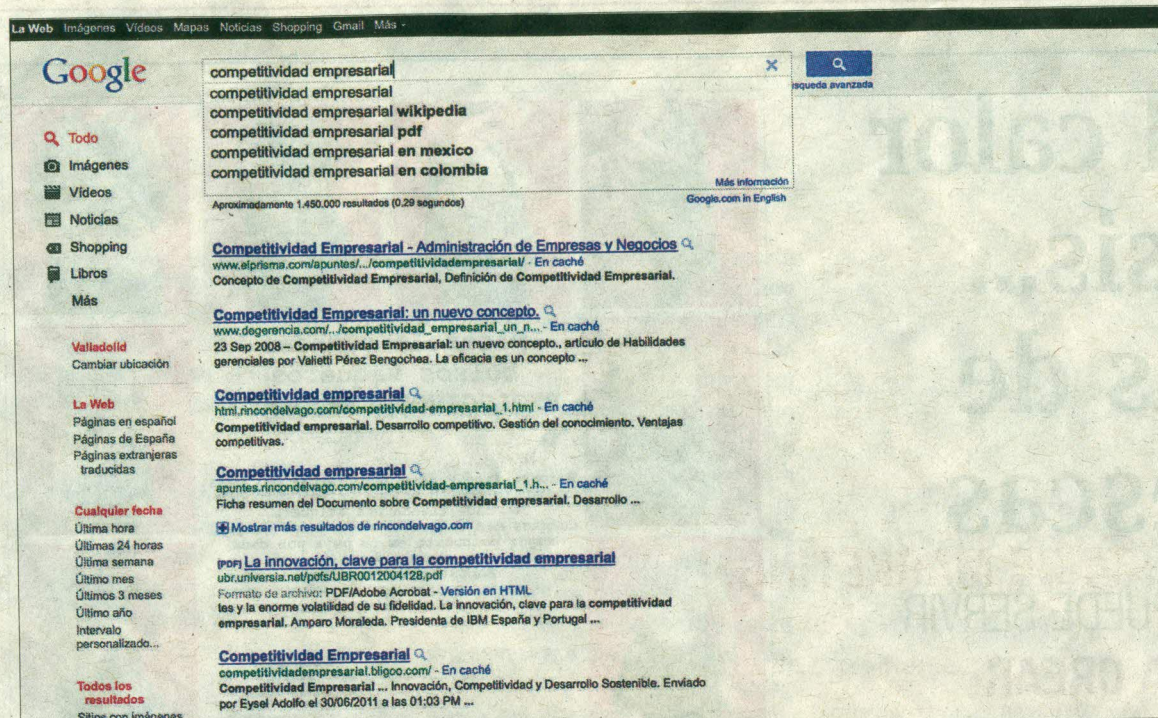 La Web Imágenes Vídeos Mapas Noticias Shopping Gmail Más
Google
competitividad empresarial
competitividad empresarial
competitividad empresarial wikipedia
competitividad empresarial pdf
competitividad empresarial en mexico
competitividad empresarial en colombia
squeda avanzada
Más información
Aproximadamente 1.450.000 resultados (0,29 segundos)
Google.com in English
Todo
Imágenes
Vídeos
Noticias
Shopping
Libros
Más
Valladolid
Cambiar ubicación
La Web
Páginas en español
Páginas de España
Páginas extranjeras
traducidas
Cualquier fecha
Última hora
Últimas 24 horas
Última semana
Último mes
Últimos 3 meses
Último año
Intervalo
personalizado...
Todos los
resultados
Sitios con imágenes
Competitividad Empresarial - Administración de Empresas y Negocios
www.elprisma.com/apuntes/.../competitividadempresarial/ - En caché
Concepto de Competitividad Empresarial, Definición de Competitividad Empresarial.
Competitividad Empresarial: un nuevo concepto.
www.degerencia.com/.../competitividad_empresarial_un_n... - En caché
23 Sep 2008 – Competitividad Empresarial: un nuevo concepto., artículo de Habilidades
gerenciales por Valietti Pérez Bengochea. La eficacia es un concepto ...
Competitividad empresarial
html.rincondelvago.com/competitividad-empresarial_1.html - En caché
Competitividad empresarial. Desarrollo competitivo. Gestión del conocimiento. Ventajas
competitivas.
Competitividad empresarial
apuntes.rincondelvago.com/competitividad-empresarial_1.h... - En caché
Ficha resumen del Documento sobre Competitividad empresarial. Desarrollo ...
Mostrar más resultados de rincondelvago.com
[PDF] La innovación, clave para la competitividad empresarial
ubr.universia.net/pdfs/UBR0012004128.pdf
Formato de archivo: PDF/Adobe Acrobat - Versión en HTML
tes y la enorme volatilidad de su fidelidad. La innovación, clave para la competitividad
empresarial. Amparo Moraleda. Presidenta de IBM España y Portugal ...
Competitividad Empresarial
competitividadempresarial.bligoo.com/ - En caché
Competitividad Empresarial ... Innovación, Competitividad y Desarrollo Sostenible. Enviado
por Eysel Adolfo el 30/06/2011 a las 01:03 PM ...